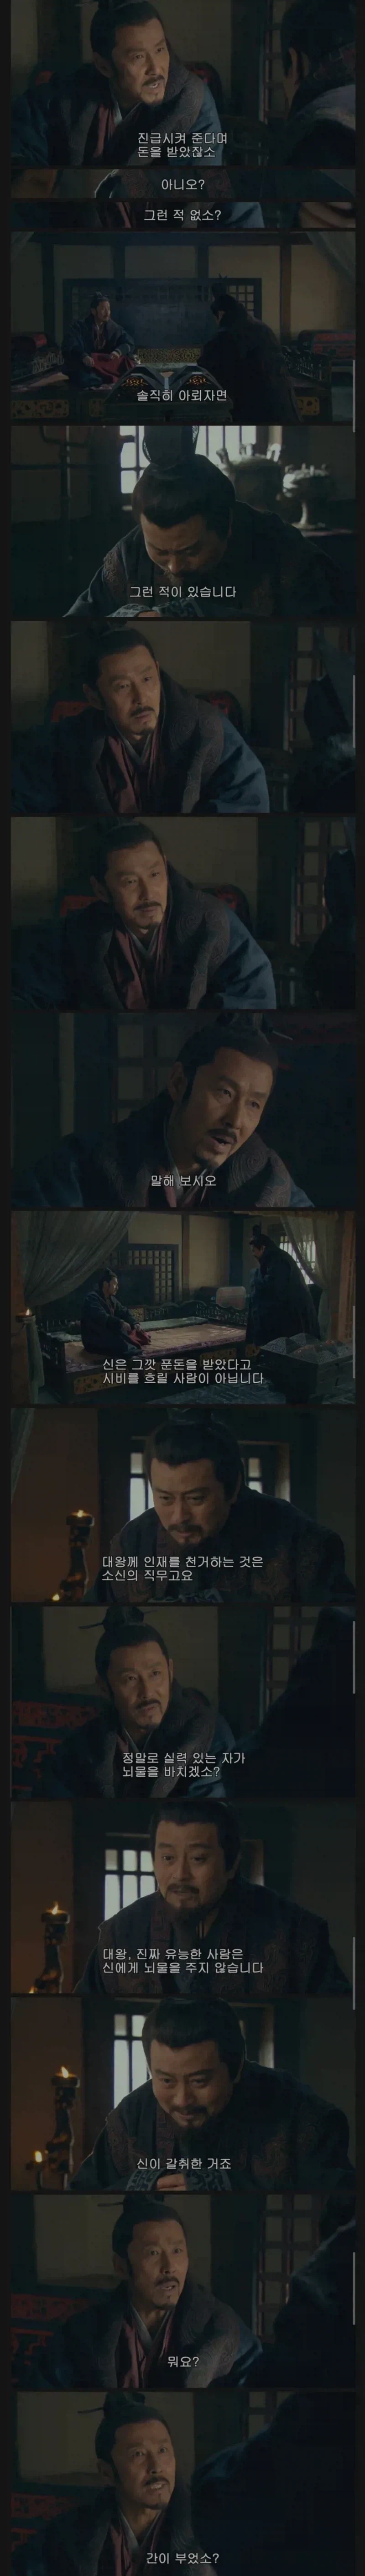 진급시켜 준다며
돈을 받았잖소
아니오?
그런 적 없소?
솔직히 아뢰자면
그런 적이 있습니다
말해 보시오
신은 그깟 푼돈을 받았다고
시비를 흐릴 사람이 아닙니다
대왕께 인재를 천거하는 것은
소신의 직무고요
정말로 실력 있는 자가
뇌물을 바치겠소?
대왕, 진짜 유능한 사람은
신에게 뇌물을 주지 않습니다
신이 갈취한 거죠
뭐요?
간이 부었소?